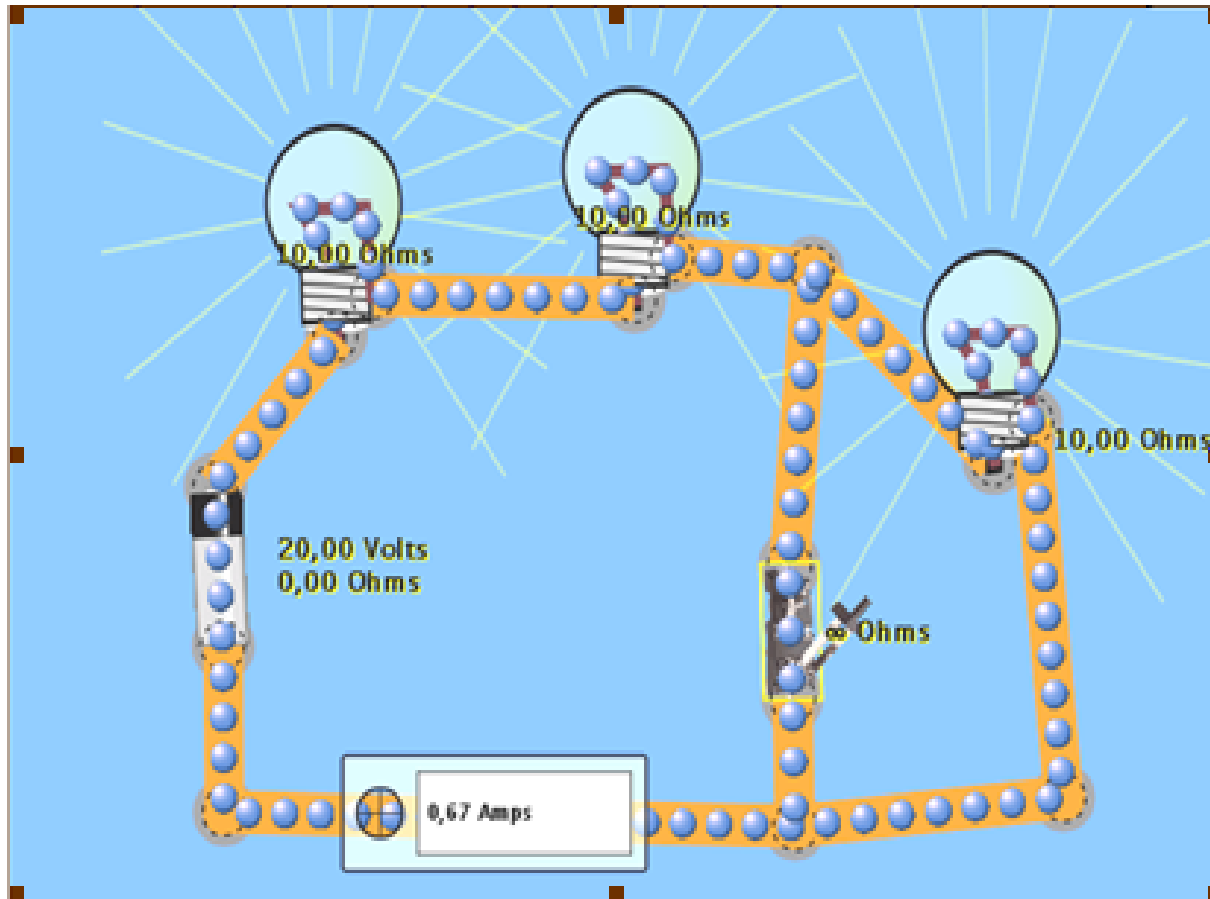 10,00 Ohms
10,00 Ohms
10,00 Ohms
20,00 Volts
0,00 Ohms
∞ Ohms
0,67 Amps